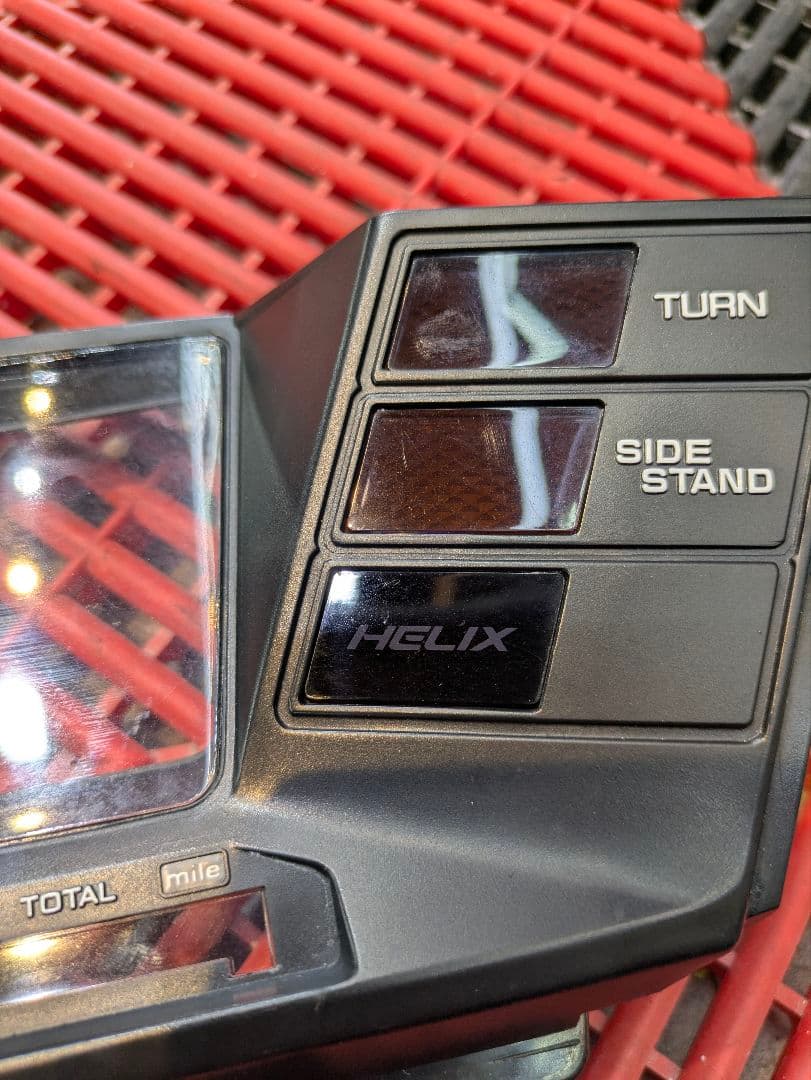 TURN
SIDE
STAND
HELIX
TOTAL mile